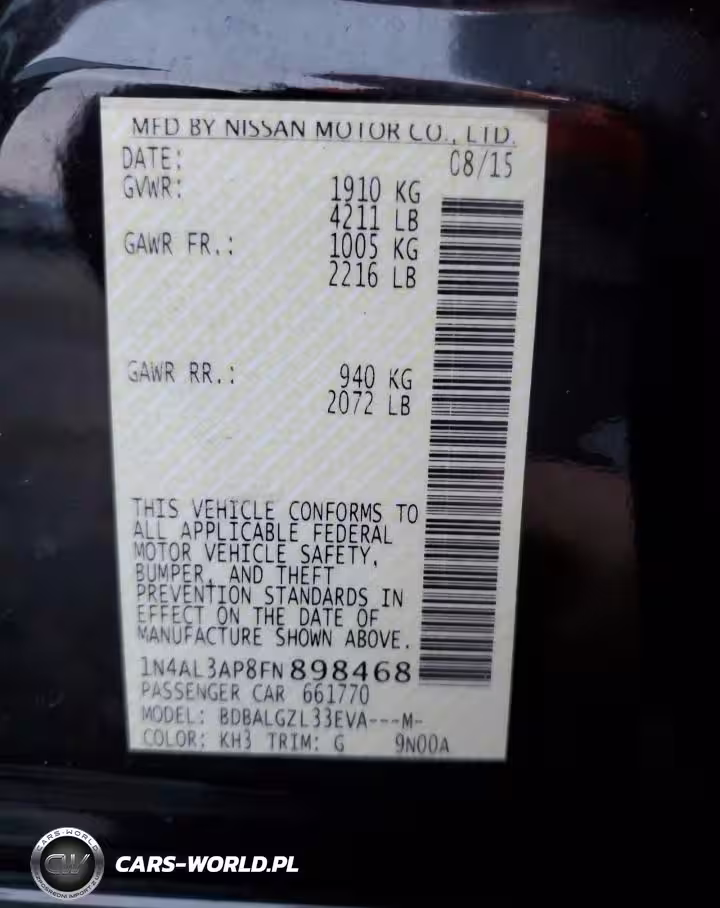 MFD BY NISSAN MOTOR CO., LTD.
DATE: 08/15
GVWR: 1910 KG
4211 LB
GAWR FR.: 1005 KG
2216 LB
GAWR RR.: 940 KG
2072 LB
THIS VEHICLE CONFORMS TO
ALL APPLICABLE FEDERAL
MOTOR VEHICLE SAFETY,
BUMPER, AND THEFT
PREVENTION STANDARDS IN
EFFECT ON THE DATE OF
MANUFACTURE SHOWN ABOVE.
1N4AL3AP8FN898468
PASSENGER CAR 661770
MODEL: BDBALGZL33EVA---M-
COLOR: KH3 TRIM: G 9N00A
CARS-WORLD
CW
CARS-WORLD.PL